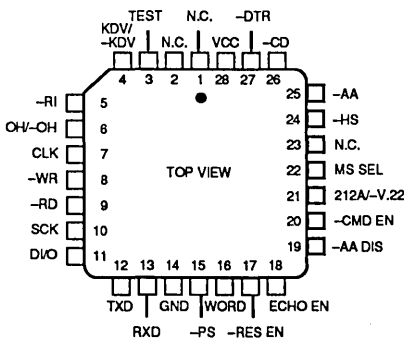 TEST N.C. -DTR
KDV/
-KDV N.C. VCC -CD
4 3 2 1 28 27 26
-RI 5 25 -AA
OH/-OH 6 24 -HS
CLK 7 23 N.C.
-WR 8 TOP VIEW 22 MS SEL
-RD 9 21 212A/-V.22
SCK 10 20 -CMD EN
DI/O 11 19 -AA DIS
12 13 14 15 16 17 18
TXD GND WORD ECHO EN
RXD -PS -RES EN